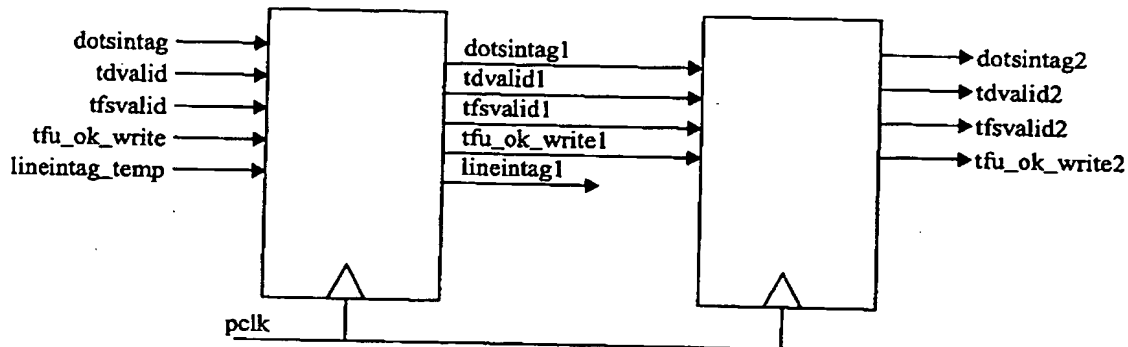 dotsintag
tdvalid
tfsvalid
tfu_ok_write
lineintag_temp
dotsintag1
tdvalid1
tfsvalid1
tfu_ok_write1
lineintag1
dotsintag2
tdvalid2
tfsvalid2
tfu_ok_write2
pclk